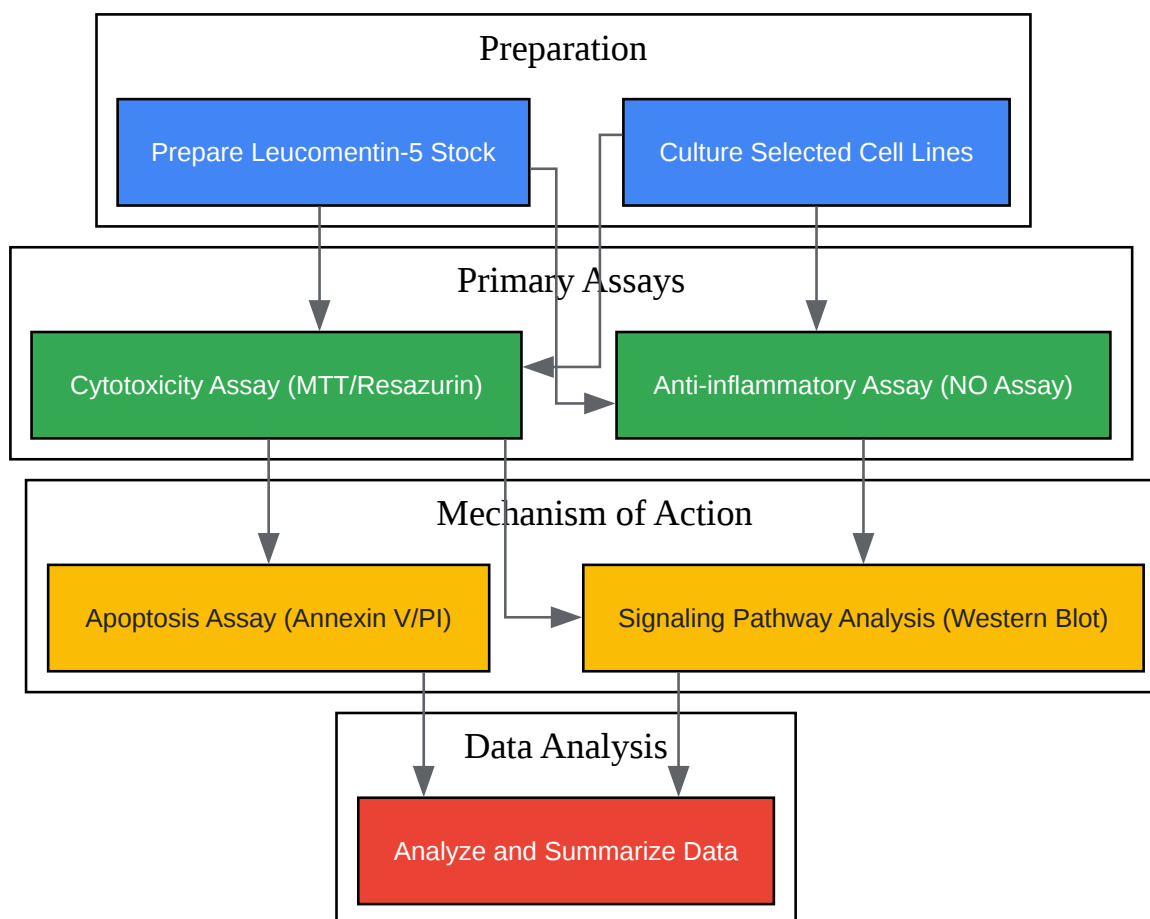 Preparation
Prepare Leucomentin-5 Stock
Culture Selected Cell Lines
Primary Assays
Cytotoxicity Assay (MTT/Resazurin)
Anti-inflammatory Assay (NO Assay)
Mechanism of Action
Apoptosis Assay (Annexin V/PI)
Signaling Pathway Analysis (Western Blot)
Data Analysis
Analyze and Summarize Data